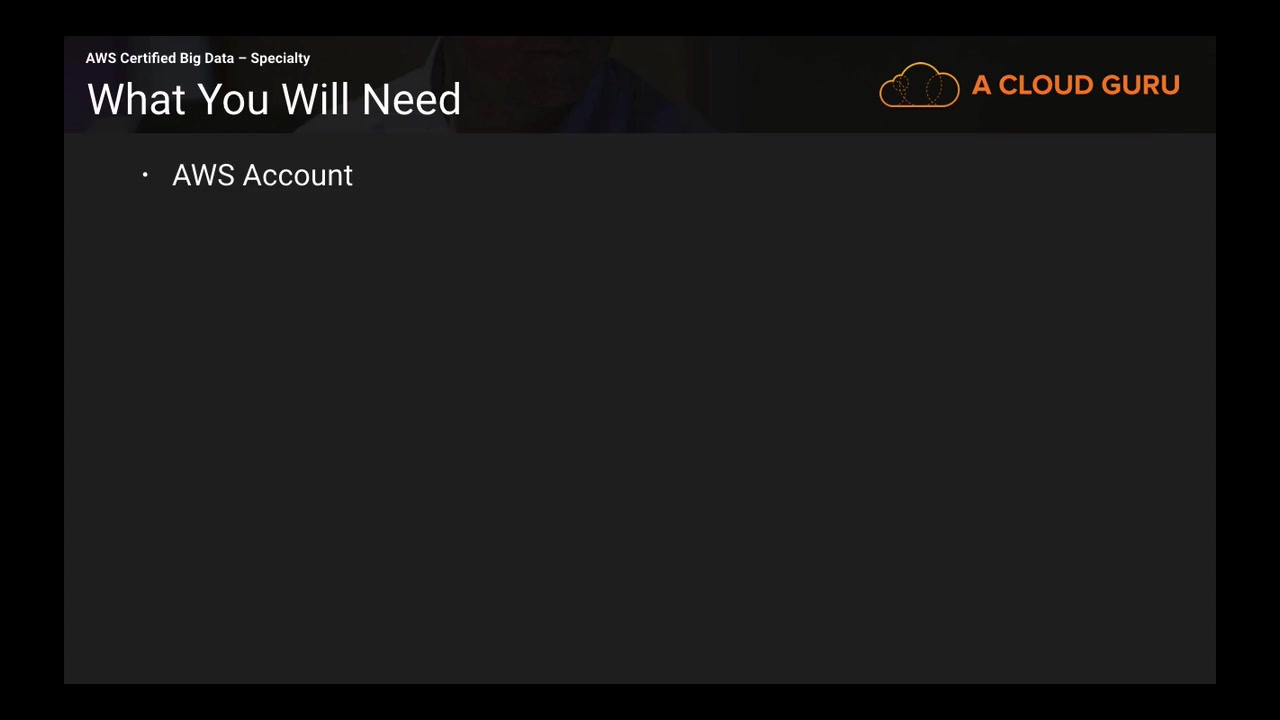 AWS Certified Big Data – Specialty
What You Will Need
A CLOUD GURU
• AWS Account